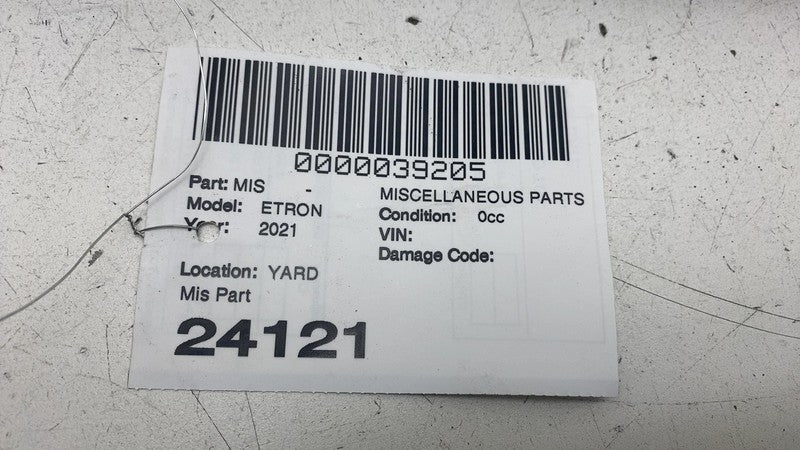 0000039205
Part: MIS - MISCELLANEOUS PARTS
Model: ETRON Condition: 0cc
Year: 2021 VIN:
Damage Code:
Location: YARD
Mis Part
24121